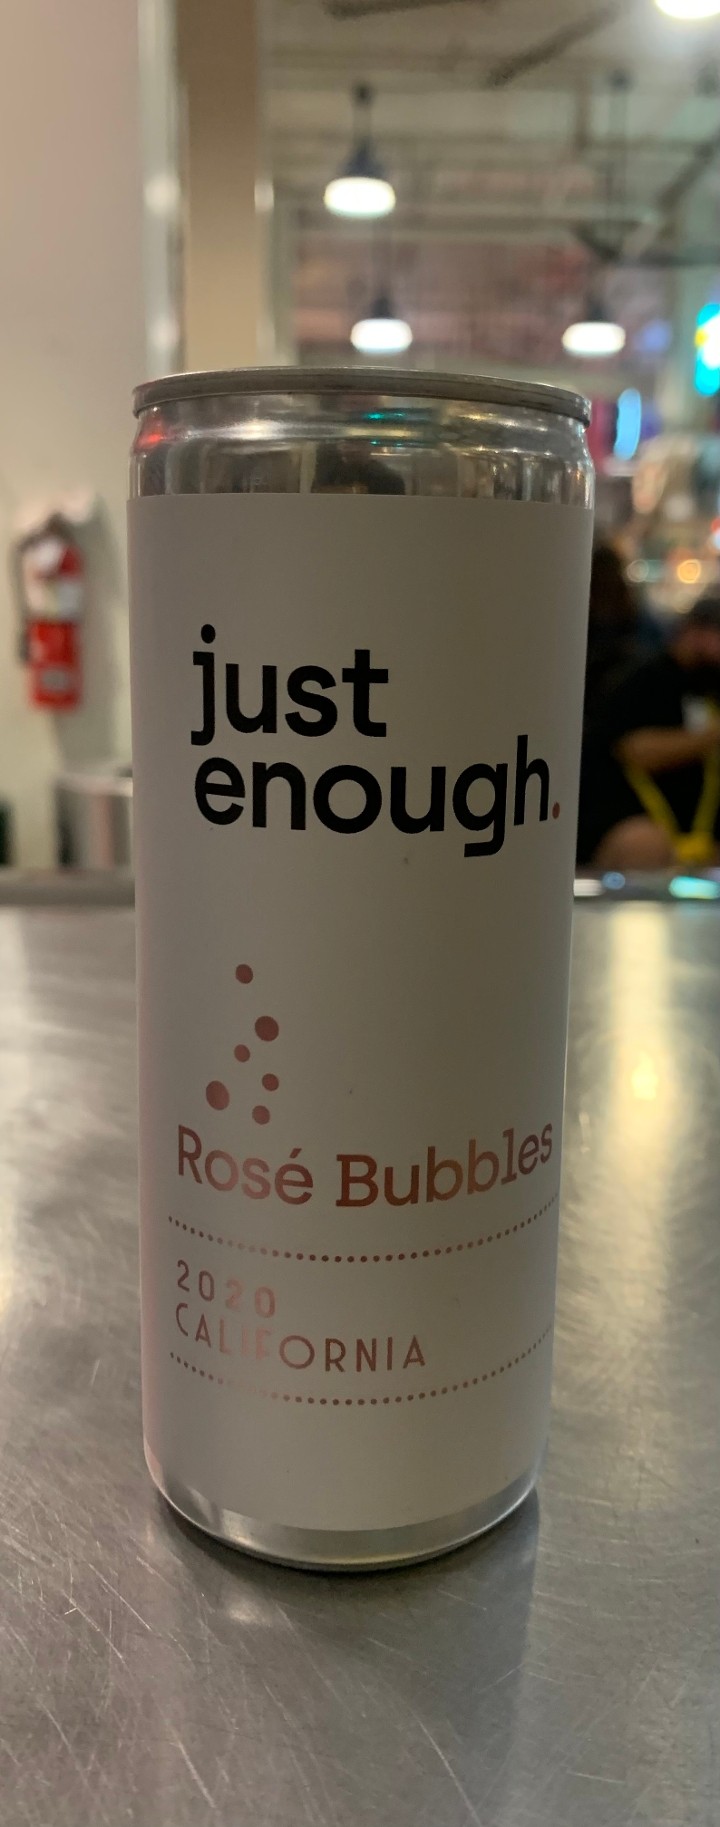 just
enough.
Rosé Bubbles
2020
CALIFORNIA